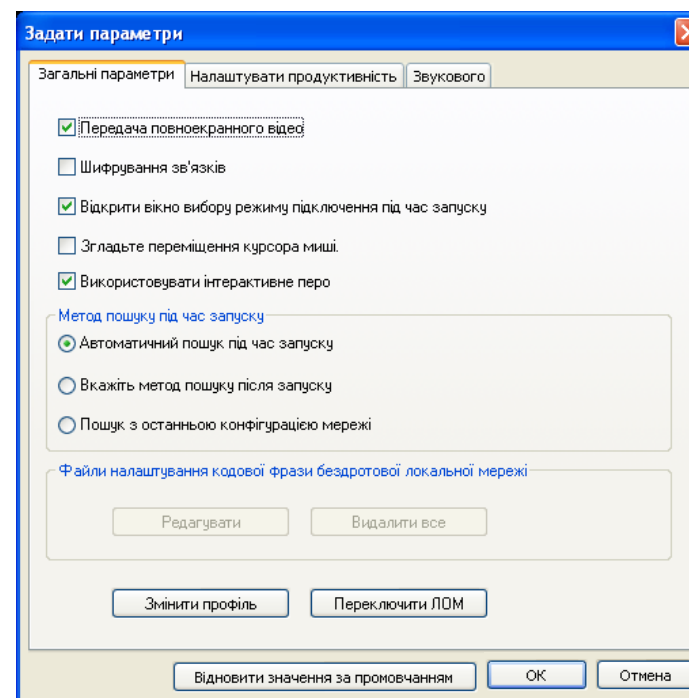 Задати параметри
Загальні параметри Налаштувати продуктивність Звукового
Передача повноекранного відео
Шифрування зв'язків
Відкрити вікно вибору режиму підключення під час запуску
Згладьте переміщення курсора миші.
Використовувати інтерактивне перо
Метод пошуку під час запуску
Автоматичний пошук під час запуску
Вкажіть метод пошуку після запуску
Пошук з останньою конфігурацією мережі
Файли налаштування кодової фрази бездротової локальної мережі
Редагувати Видалити все
Змінити профіль Переключити ЛОМ
Відновити значення за промовчанням ОК Отмена